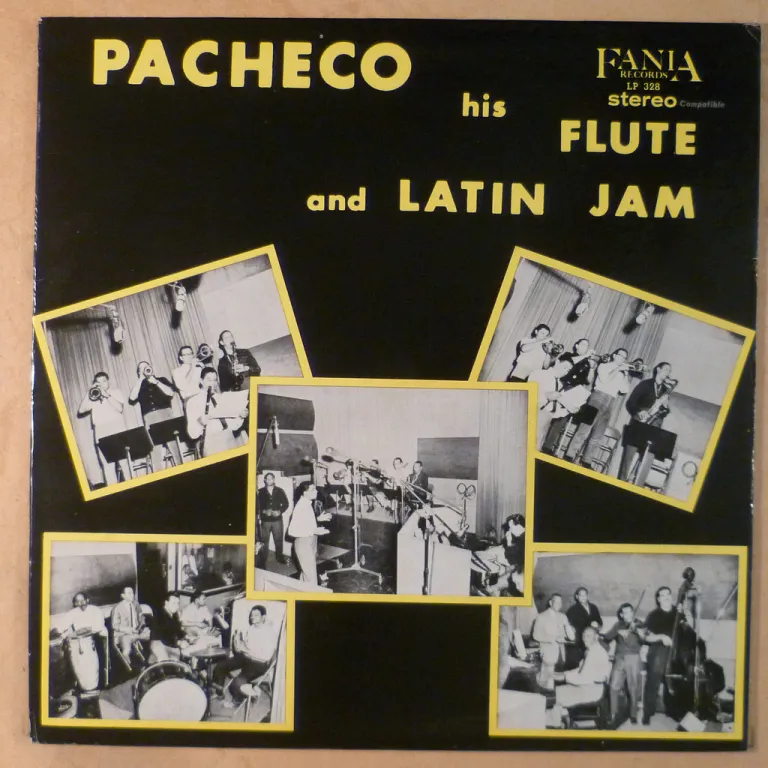 PACHECO
FANIA
RECORDS
LP 328
stereo Compatible
his
FLUTE
and LATIN JAM